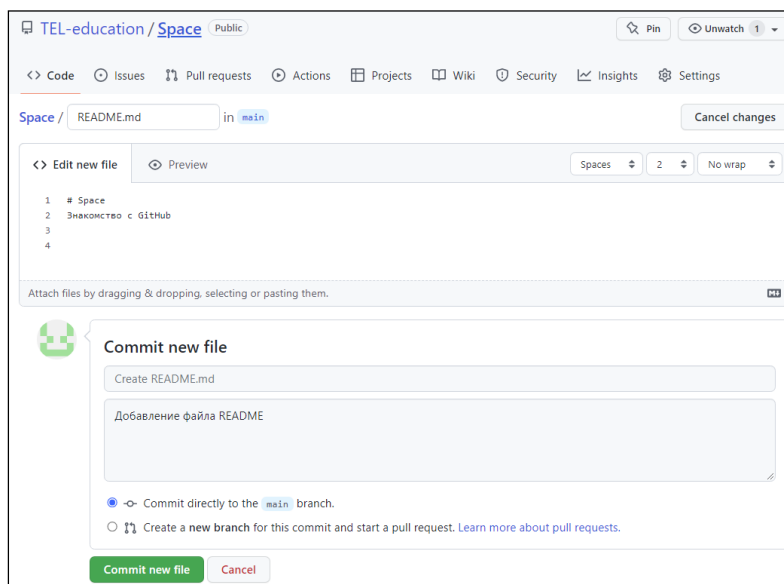 TEL-education / Space Public Pin Unwatch 1
Code Issues Pull requests Actions Projects Wiki Security Insights Settings
Space / README.md in main Cancel changes
Edit new file Preview Spaces 2 No wrap
1 # Space
2 Знакомство с GitHub
3
4
Attach files by dragging & dropping, selecting or pasting them.
Commit new file
Create README.md
Добавление файла README
Commit directly to the main branch.
Create a new branch for this commit and start a pull request. Learn more about pull requests.
Commit new file Cancel